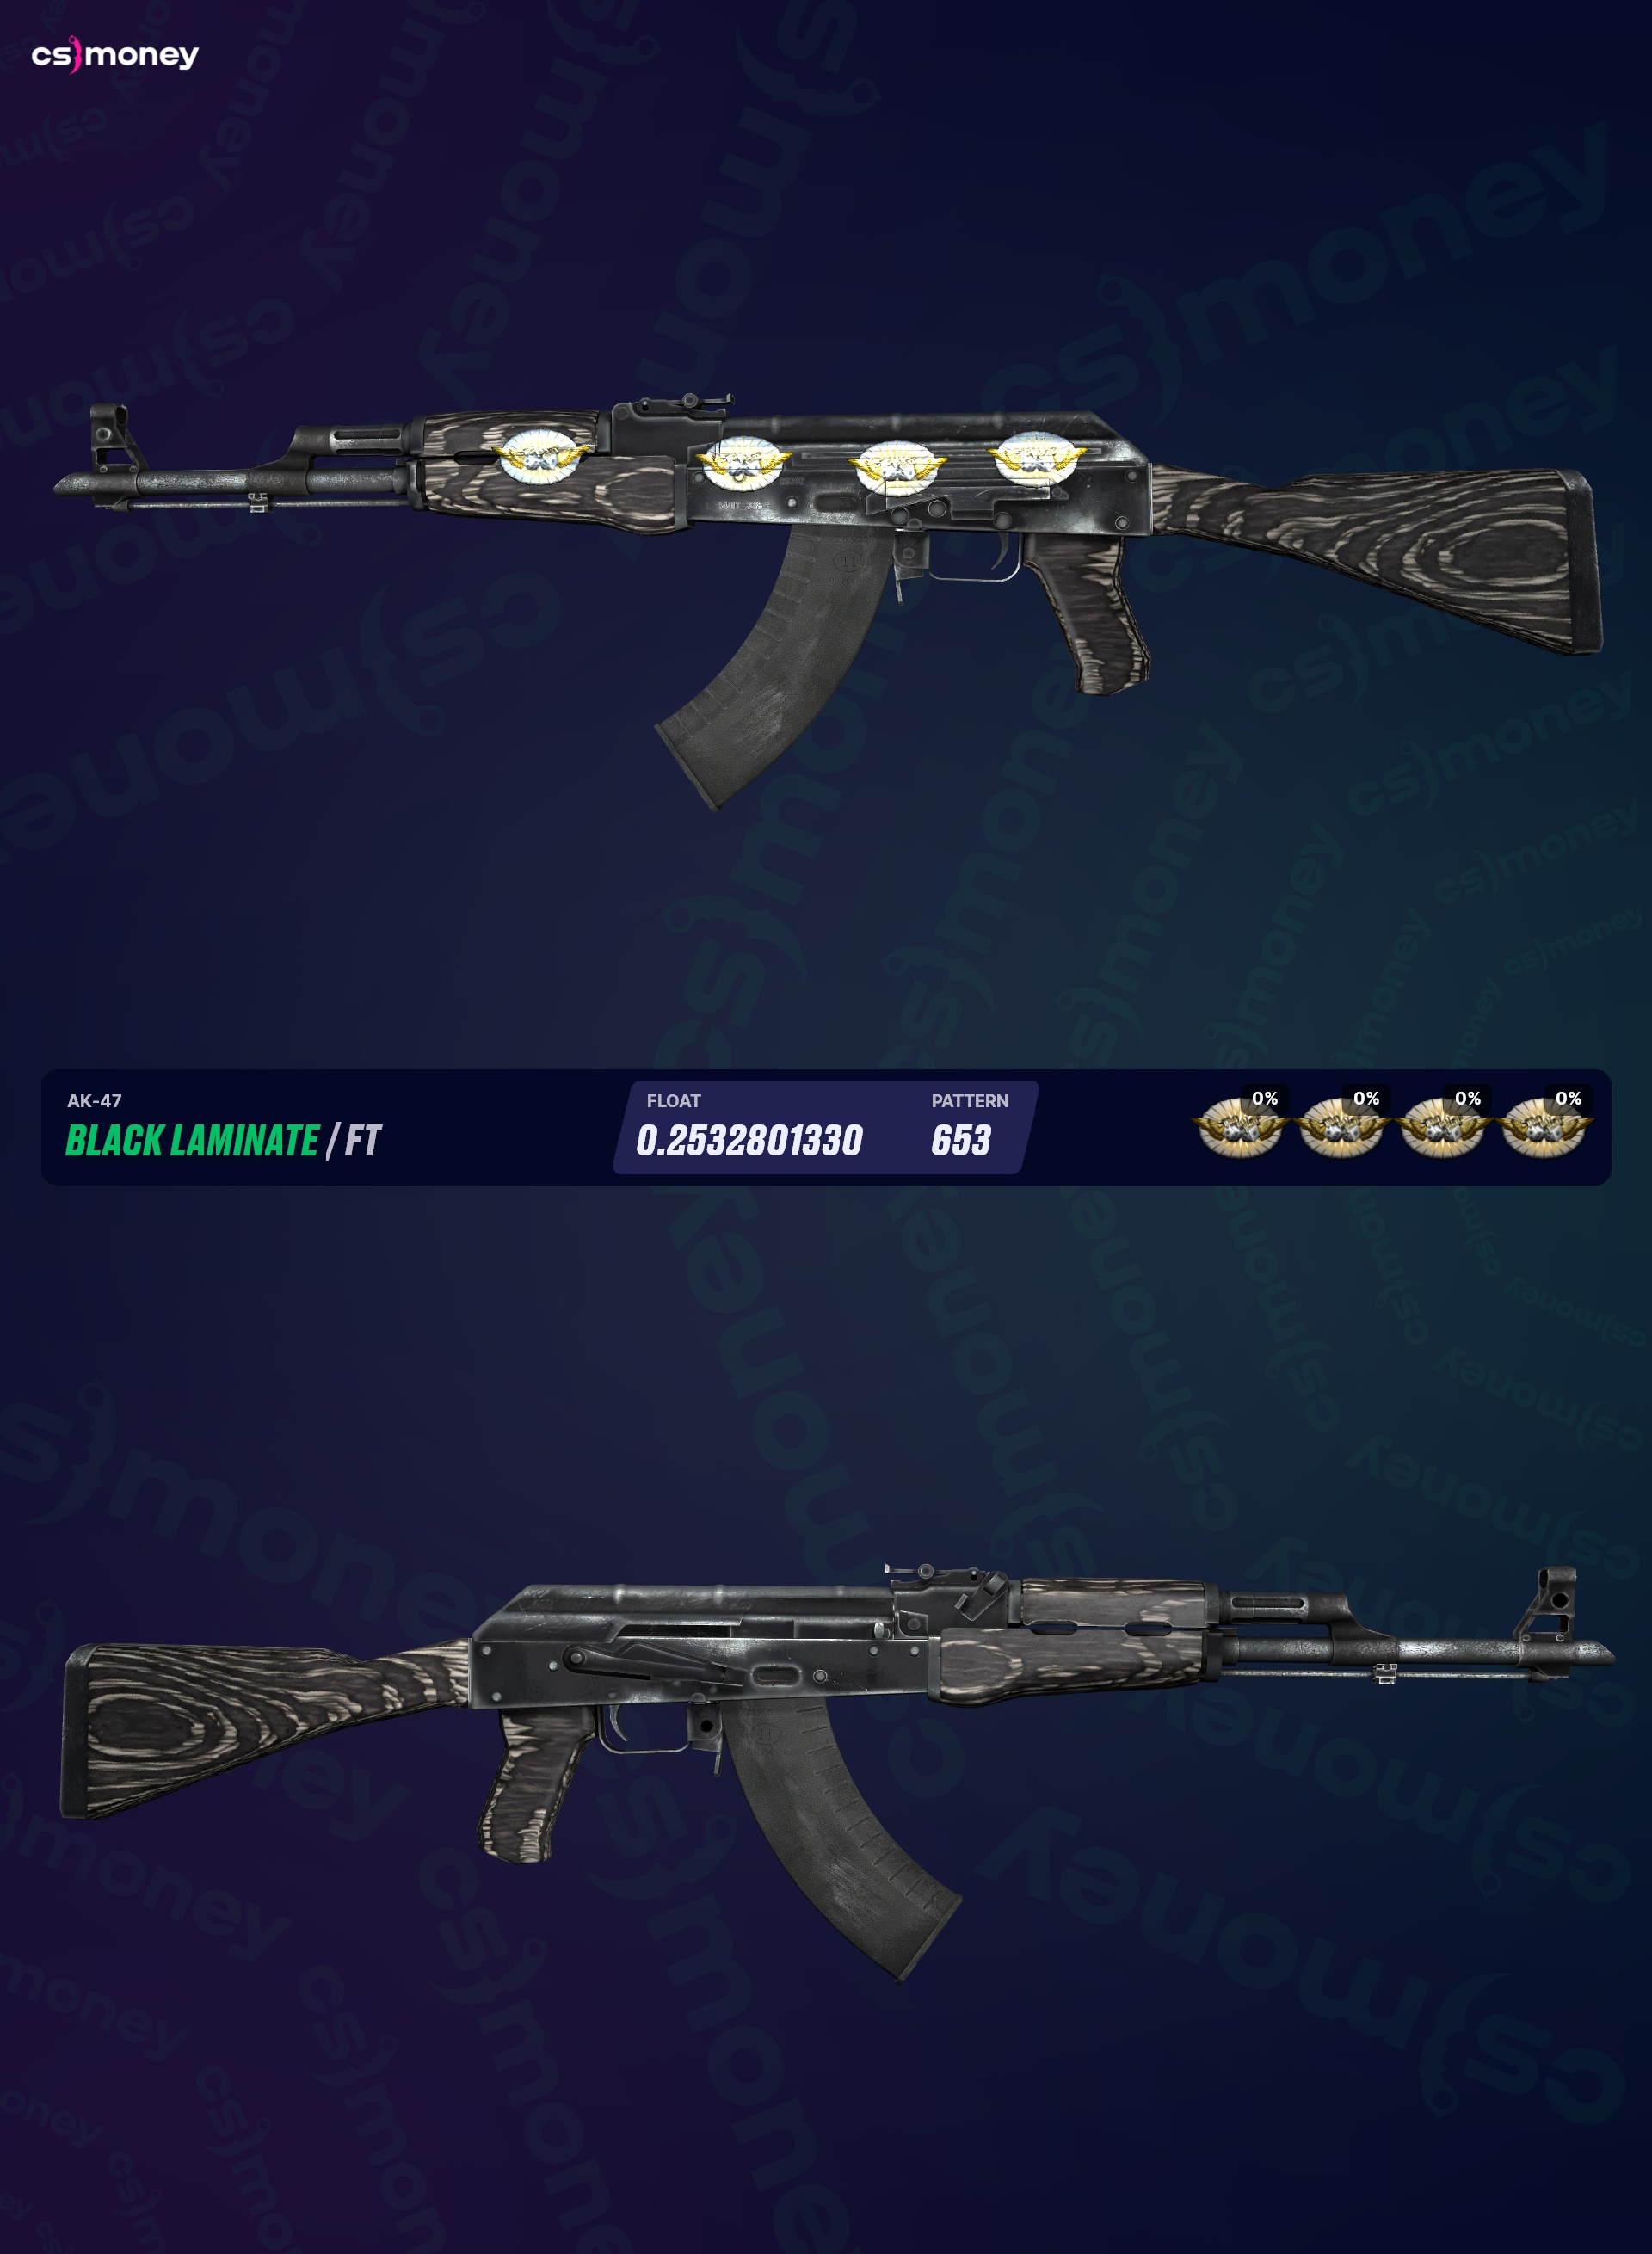 cs}money
AK-47
BLACK LAMINATE / FT
FLOAT
0.2532801330
PATTERN
653
0%
0%
0%
0%